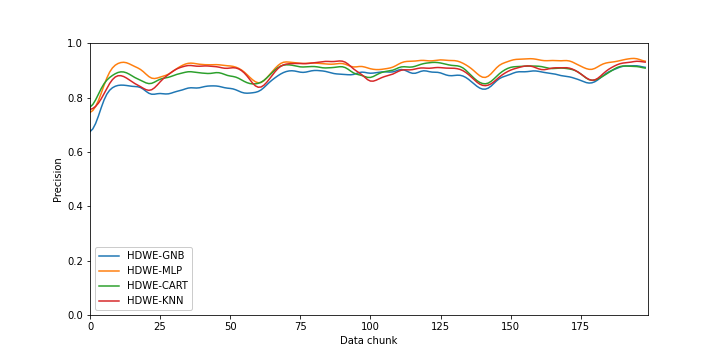 1.0
0.8
0.6
0.4
0.2
0.0
Precision
HDWE-GNB
HDWE-MLP
HDWE-CART
HDWE-KNN
0 25 50 75 100 125 150 175
Data chunk